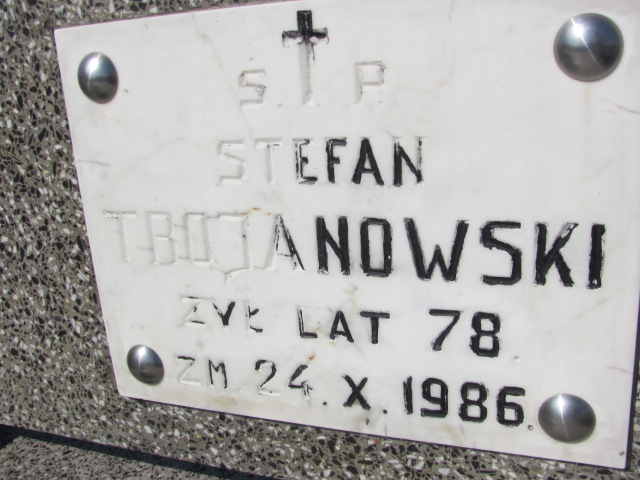 Ś. P.
STEFAN
TROJANOWSKI
ŻYŁ LAT 78
ZM. 24. X. 1986.